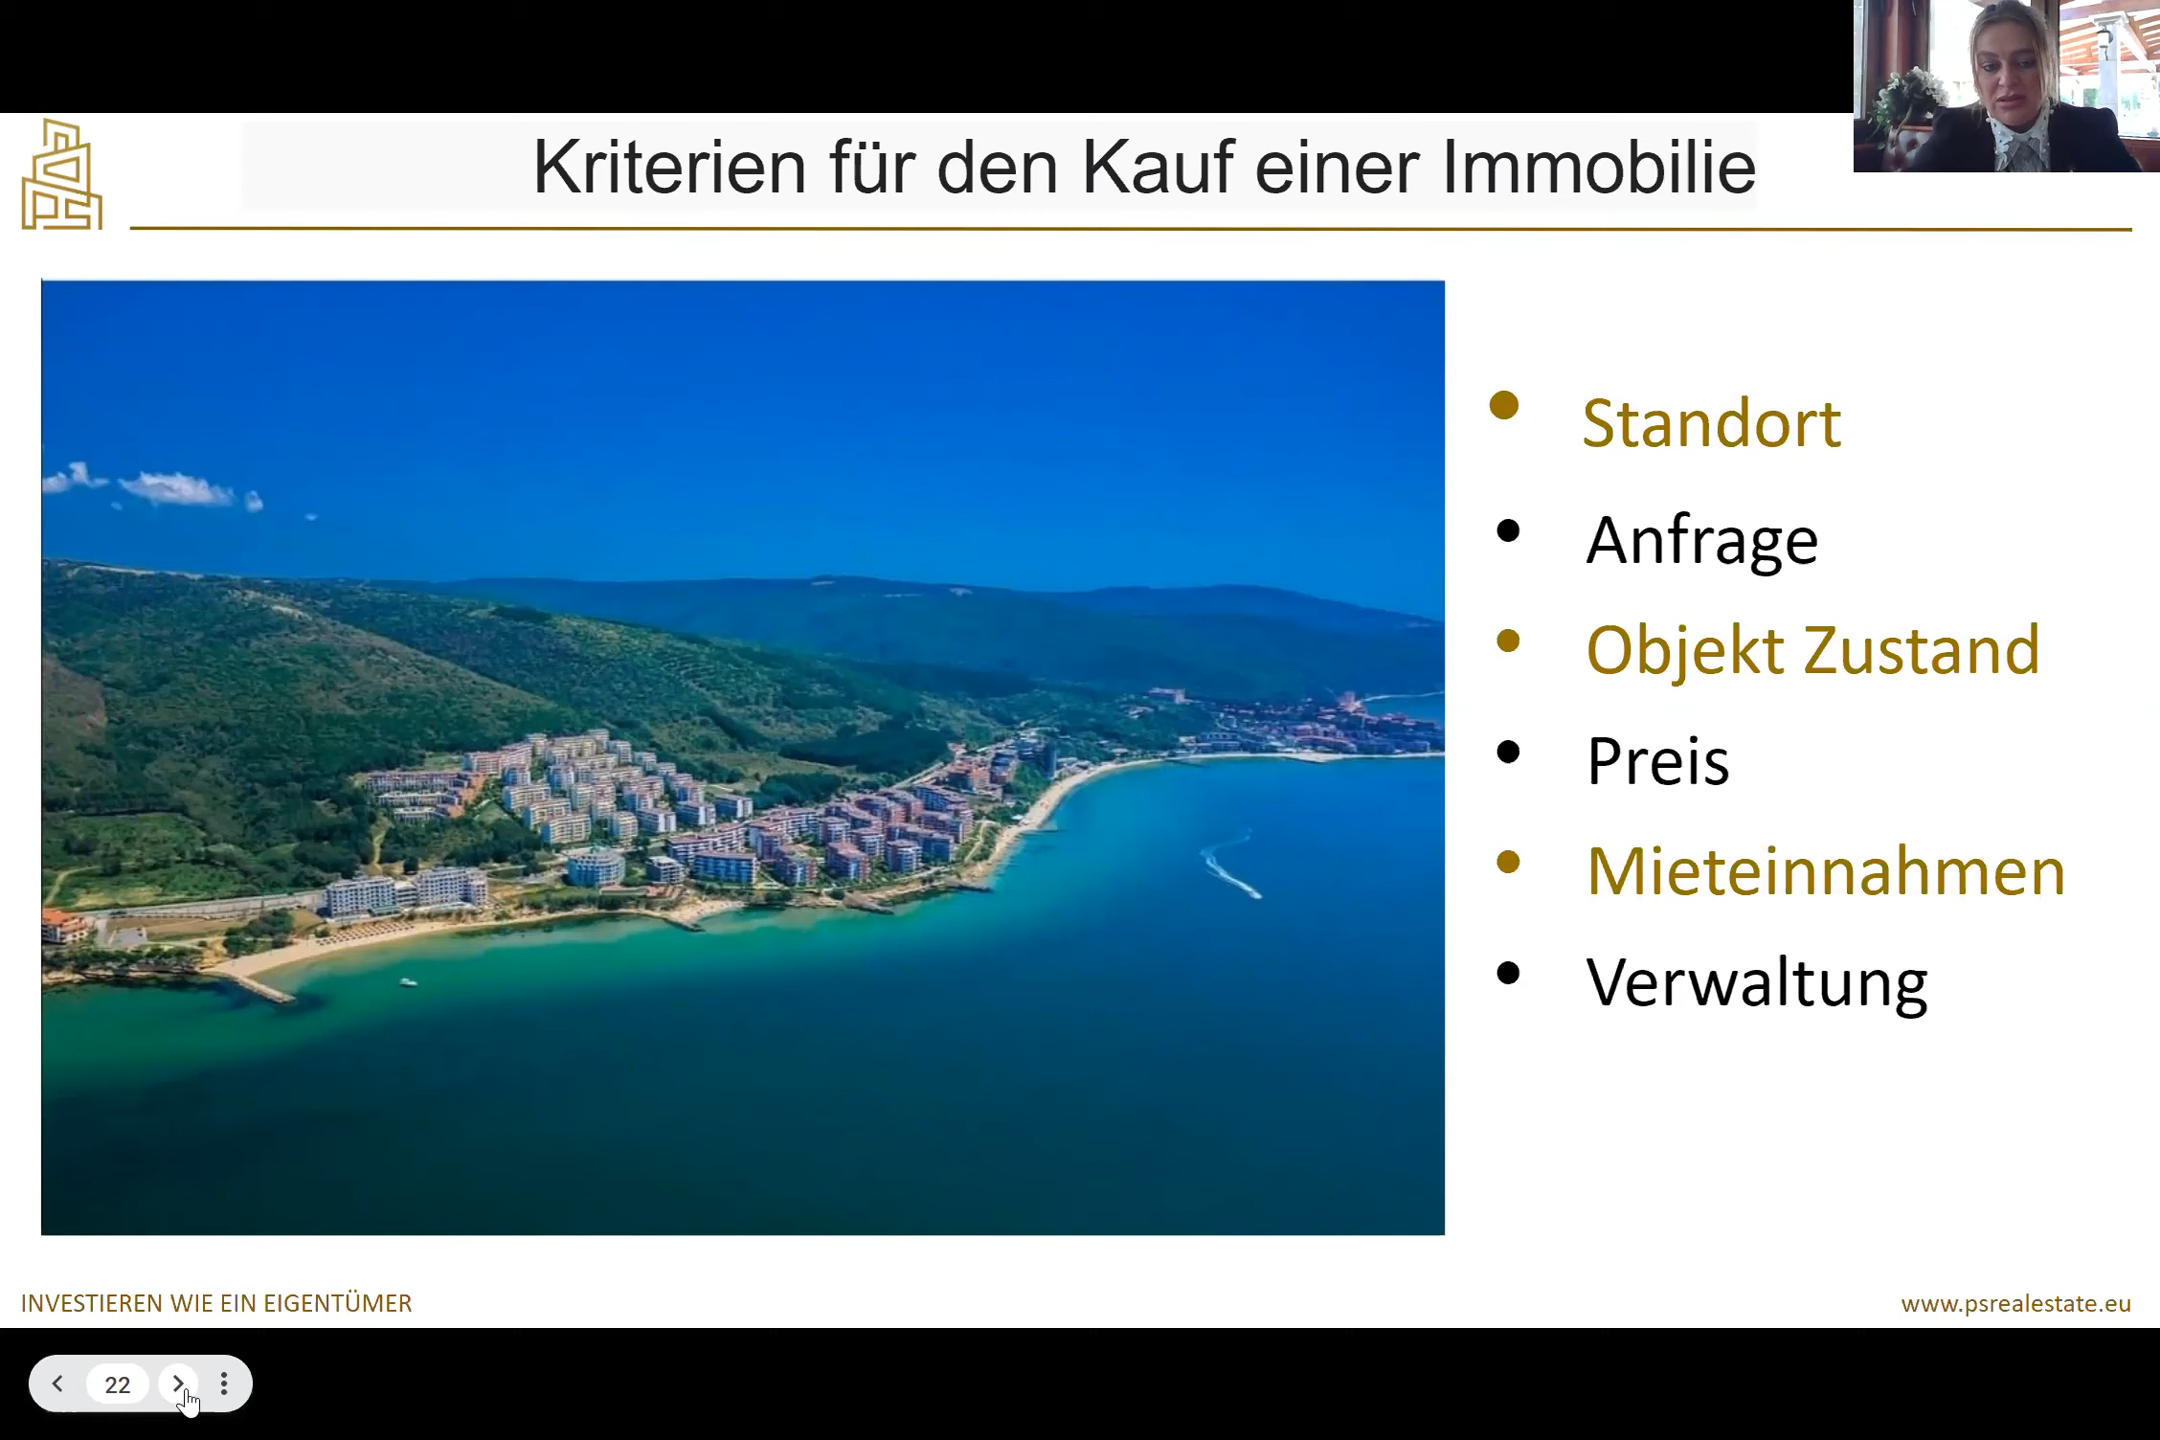 Kriterien für den Kauf einer Immobilie
Standort
Anfrage
Objekt Zustand
Preis
Mieteinnahmen
Verwaltung
INVESTIEREN WIE EIN EIGENTÜMER
www.psrealestate.eu
22